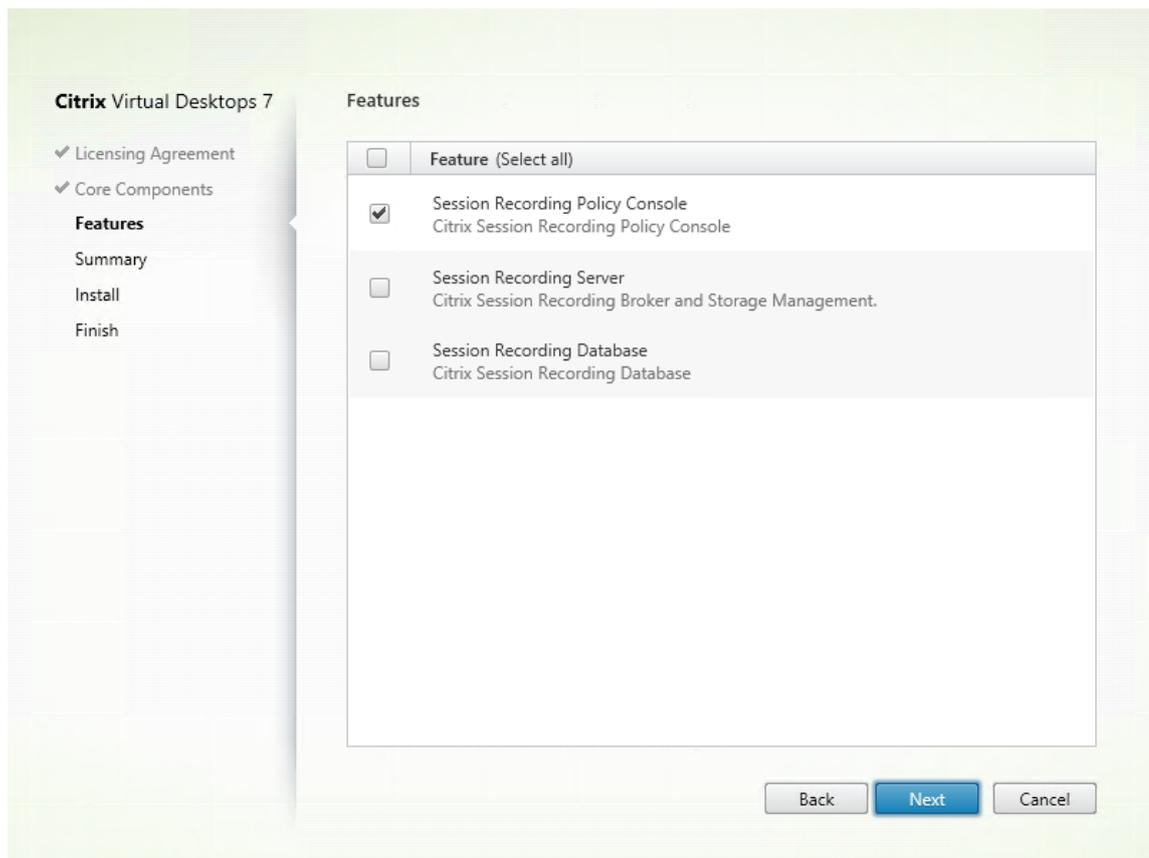 Citrix Virtual Desktops 7
Licensing Agreement
Core Components
Features
Summary
Install
Finish
Features
Feature (Select all)
Session Recording Policy Console
Citrix Session Recording Policy Console
Session Recording Server
Citrix Session Recording Broker and Storage Management.
Session Recording Database
Citrix Session Recording Database
Back
Next
Cancel